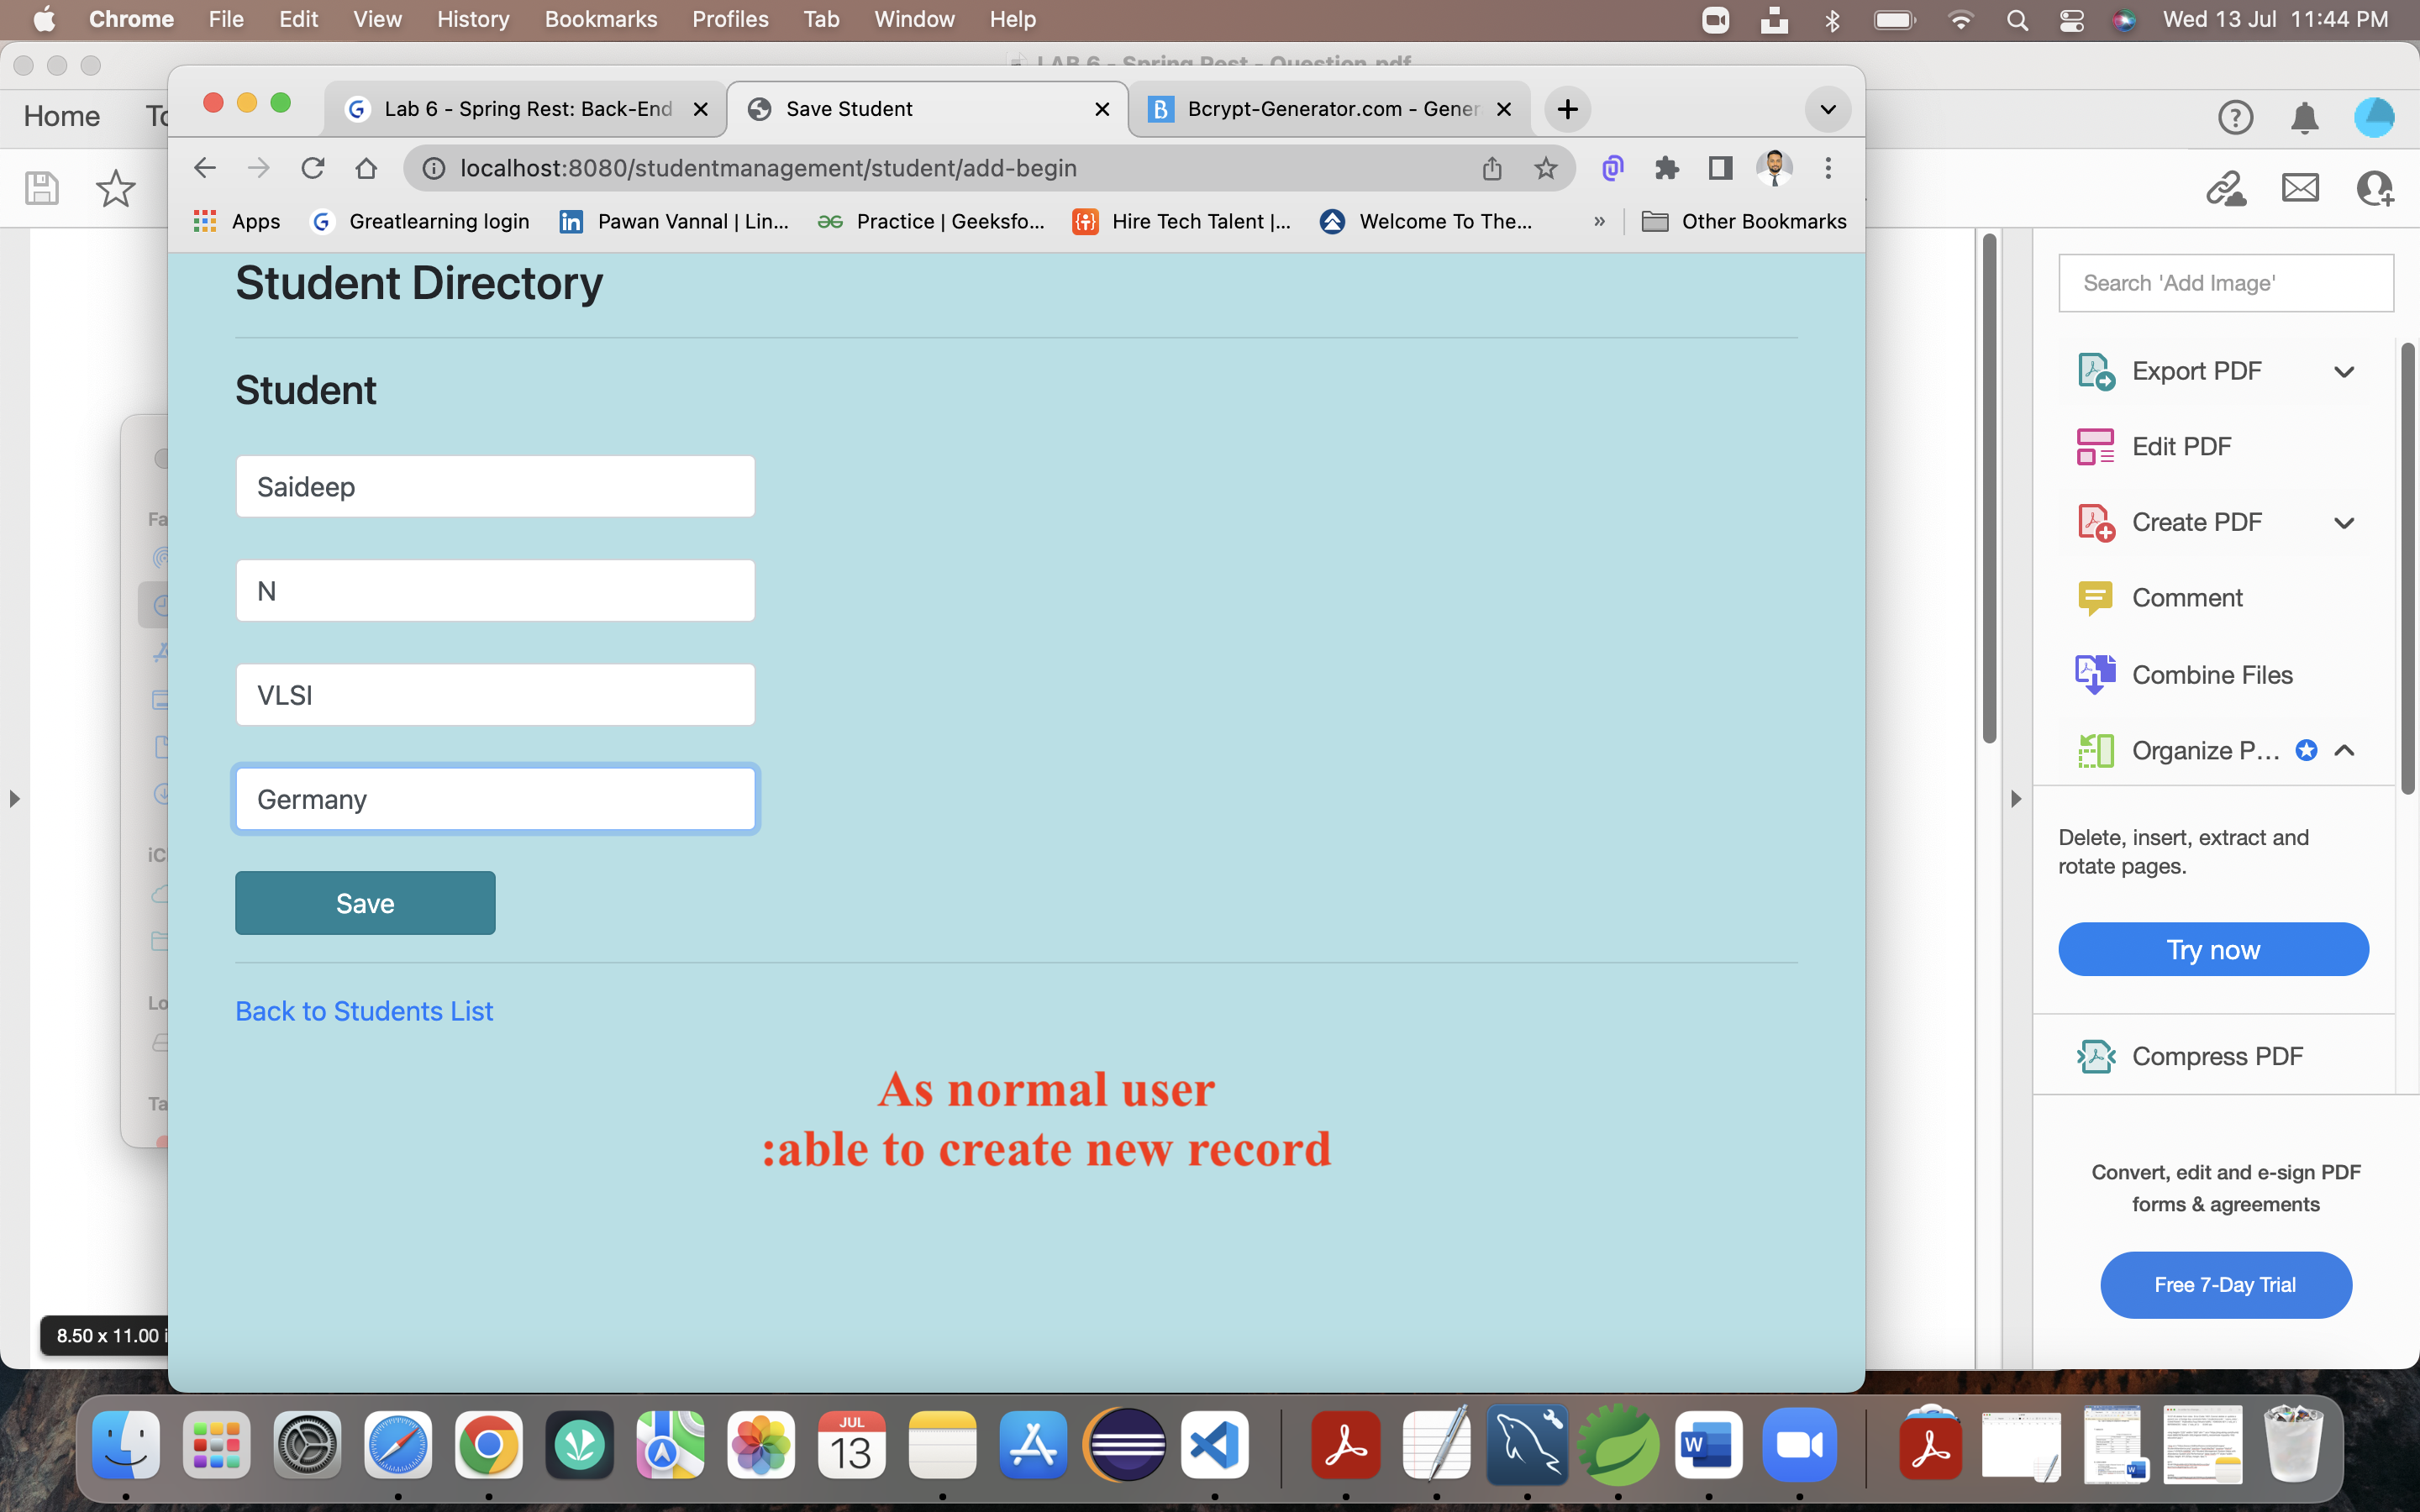 Chrome File Edit View History Bookmarks Profiles Tab Window Help Wed 13 Jul 11:44 PM
LAB 6 - Spring Rest - Question.pdf
Lab 6 - Spring Rest: Back-End
Save Student
Bcrypt-Generator.com - Gener
Home To
localhost:8080/studentmanagement/student/add-begin
Apps Greatlearning login Pawan Vannal | Lin... Practice | Geeksfo... Hire Tech Talent |... Welcome To The... » Other Bookmarks
Student Directory
Student
Saideep
N
VLSI
Germany
Save
Back to Students List
As normal user
:able to create new record
Fa
iC
Lo
Ta
8.50 x 11.00 i
Search 'Add Image'
Export PDF
Edit PDF
Create PDF
Comment
Combine Files
Organize P...
Delete, insert, extract and
rotate pages.
Try now
Compress PDF
Convert, edit and e-sign PDF
forms & agreements
Free 7-Day Trial
JUL
13